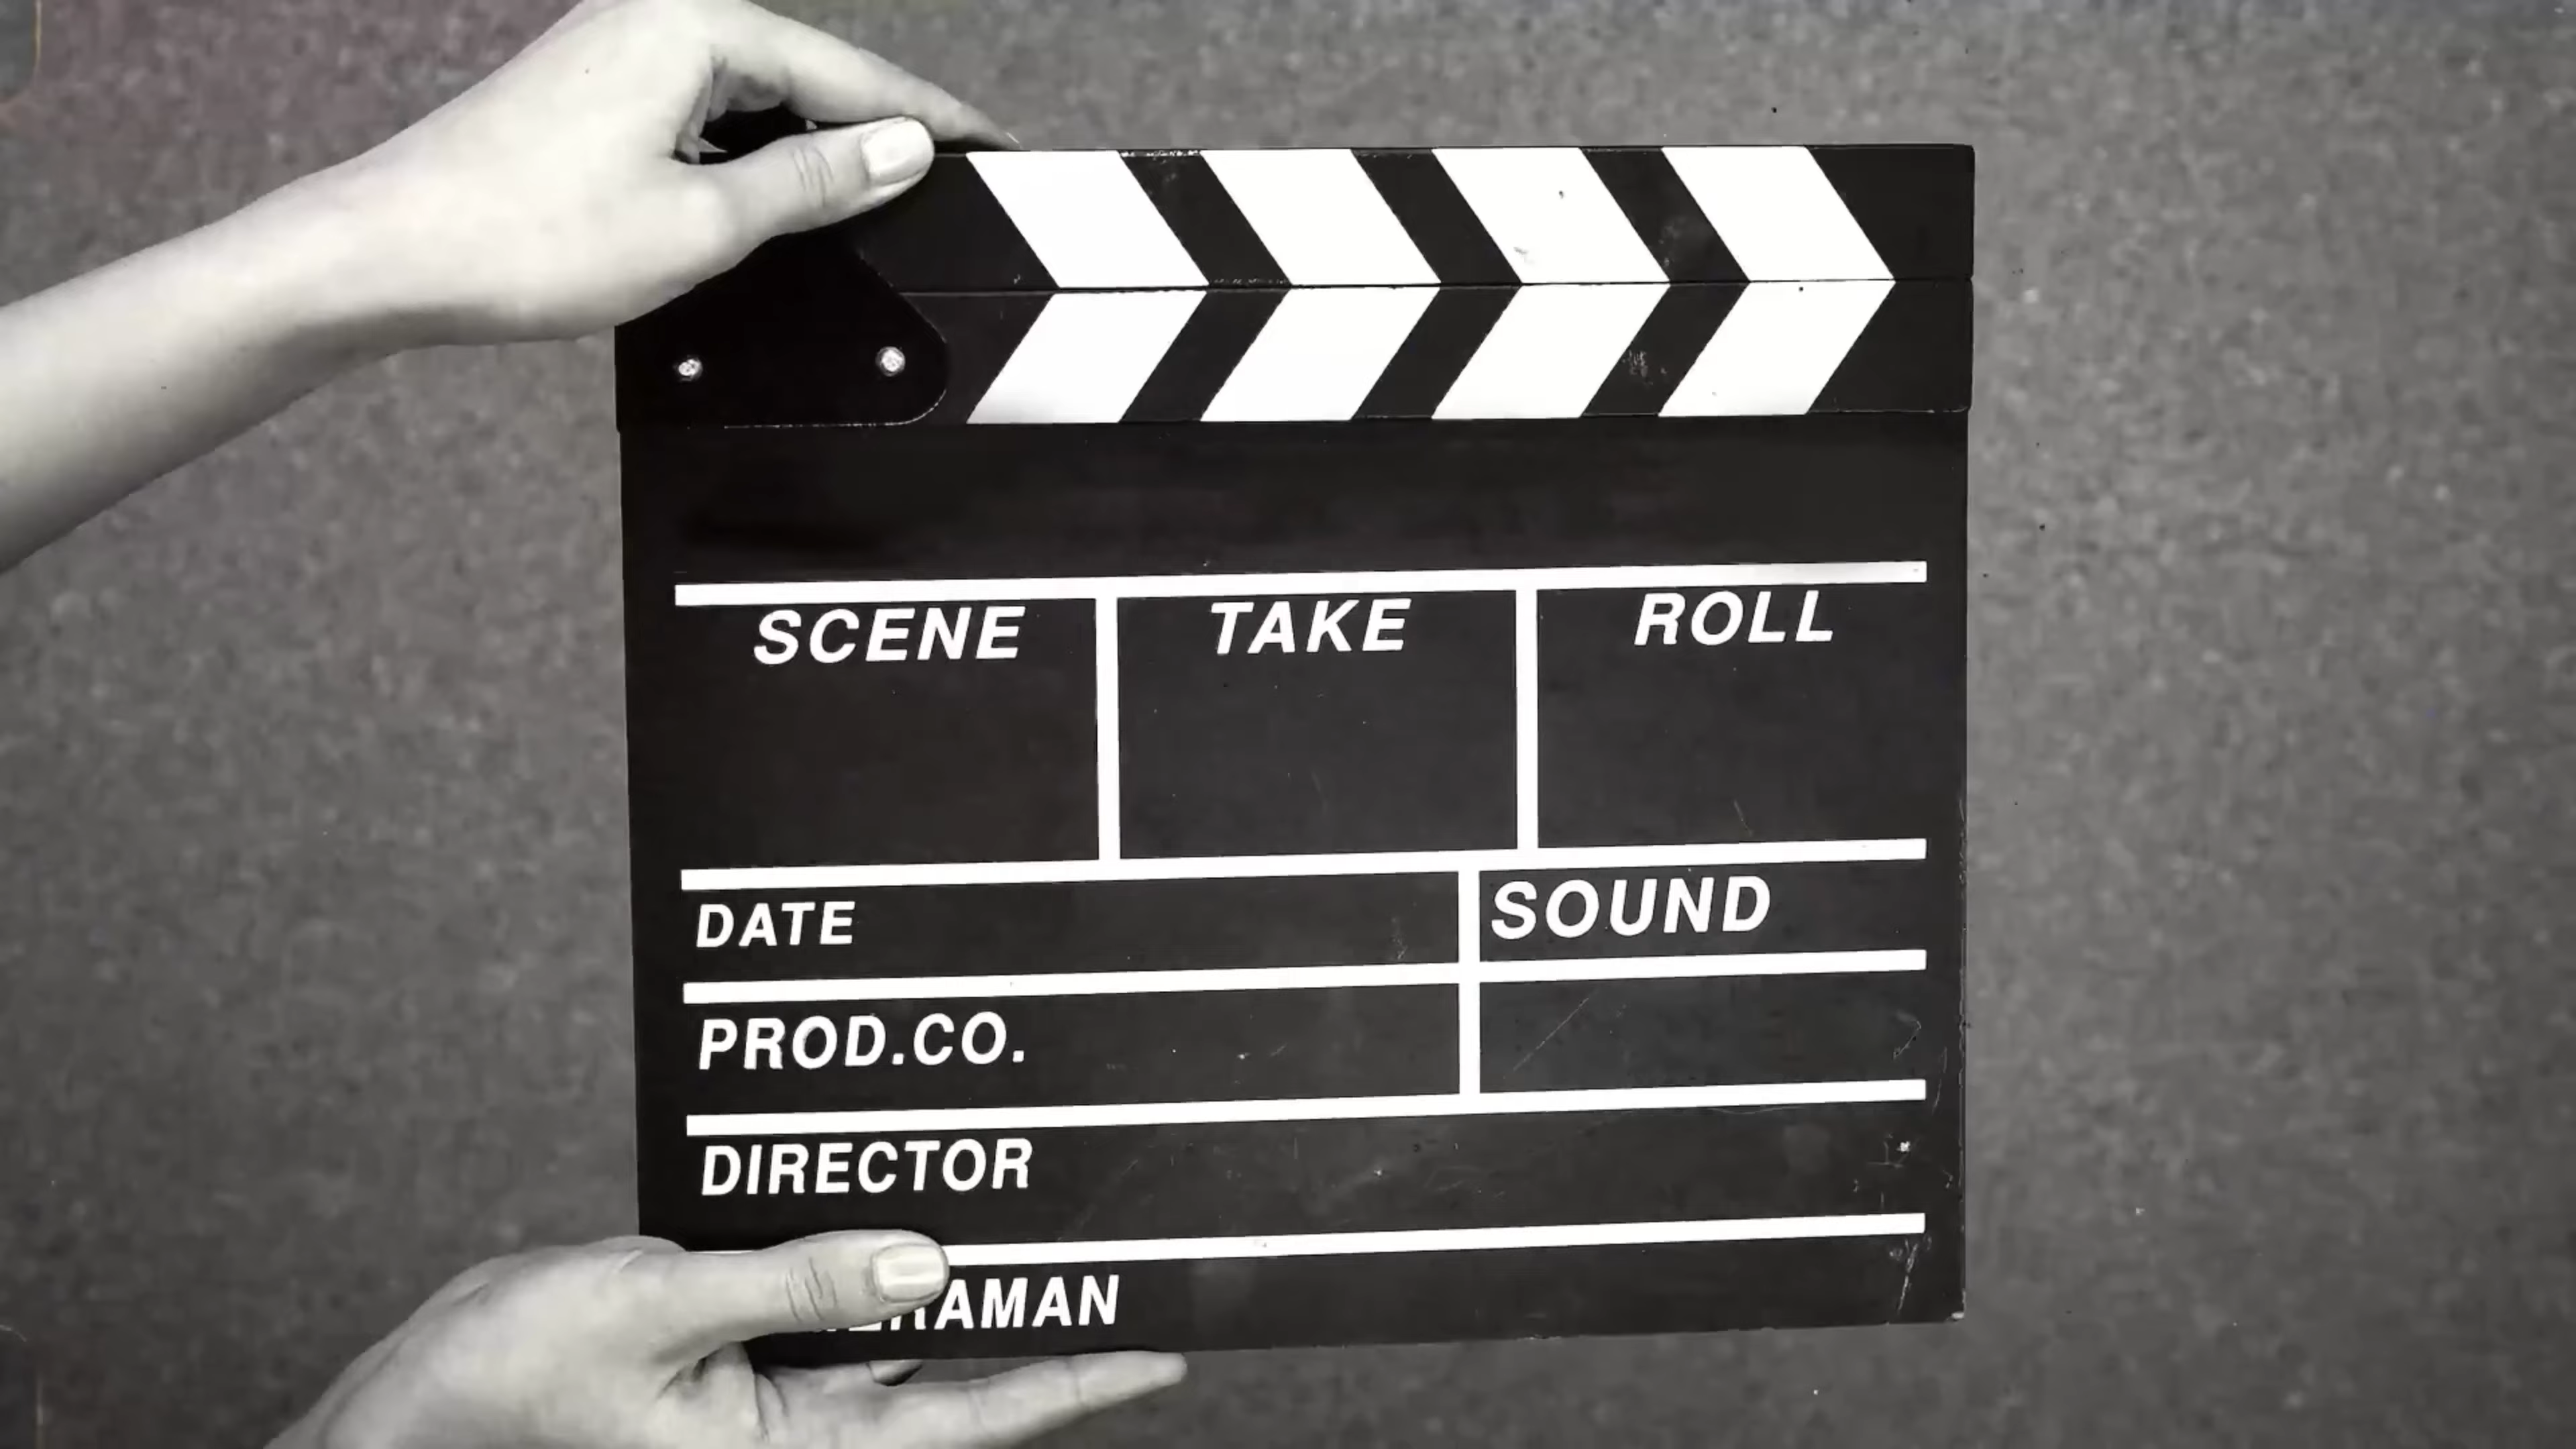 SCENE TAKE ROLL
DATE SOUND
PROD.CO.
DIRECTOR